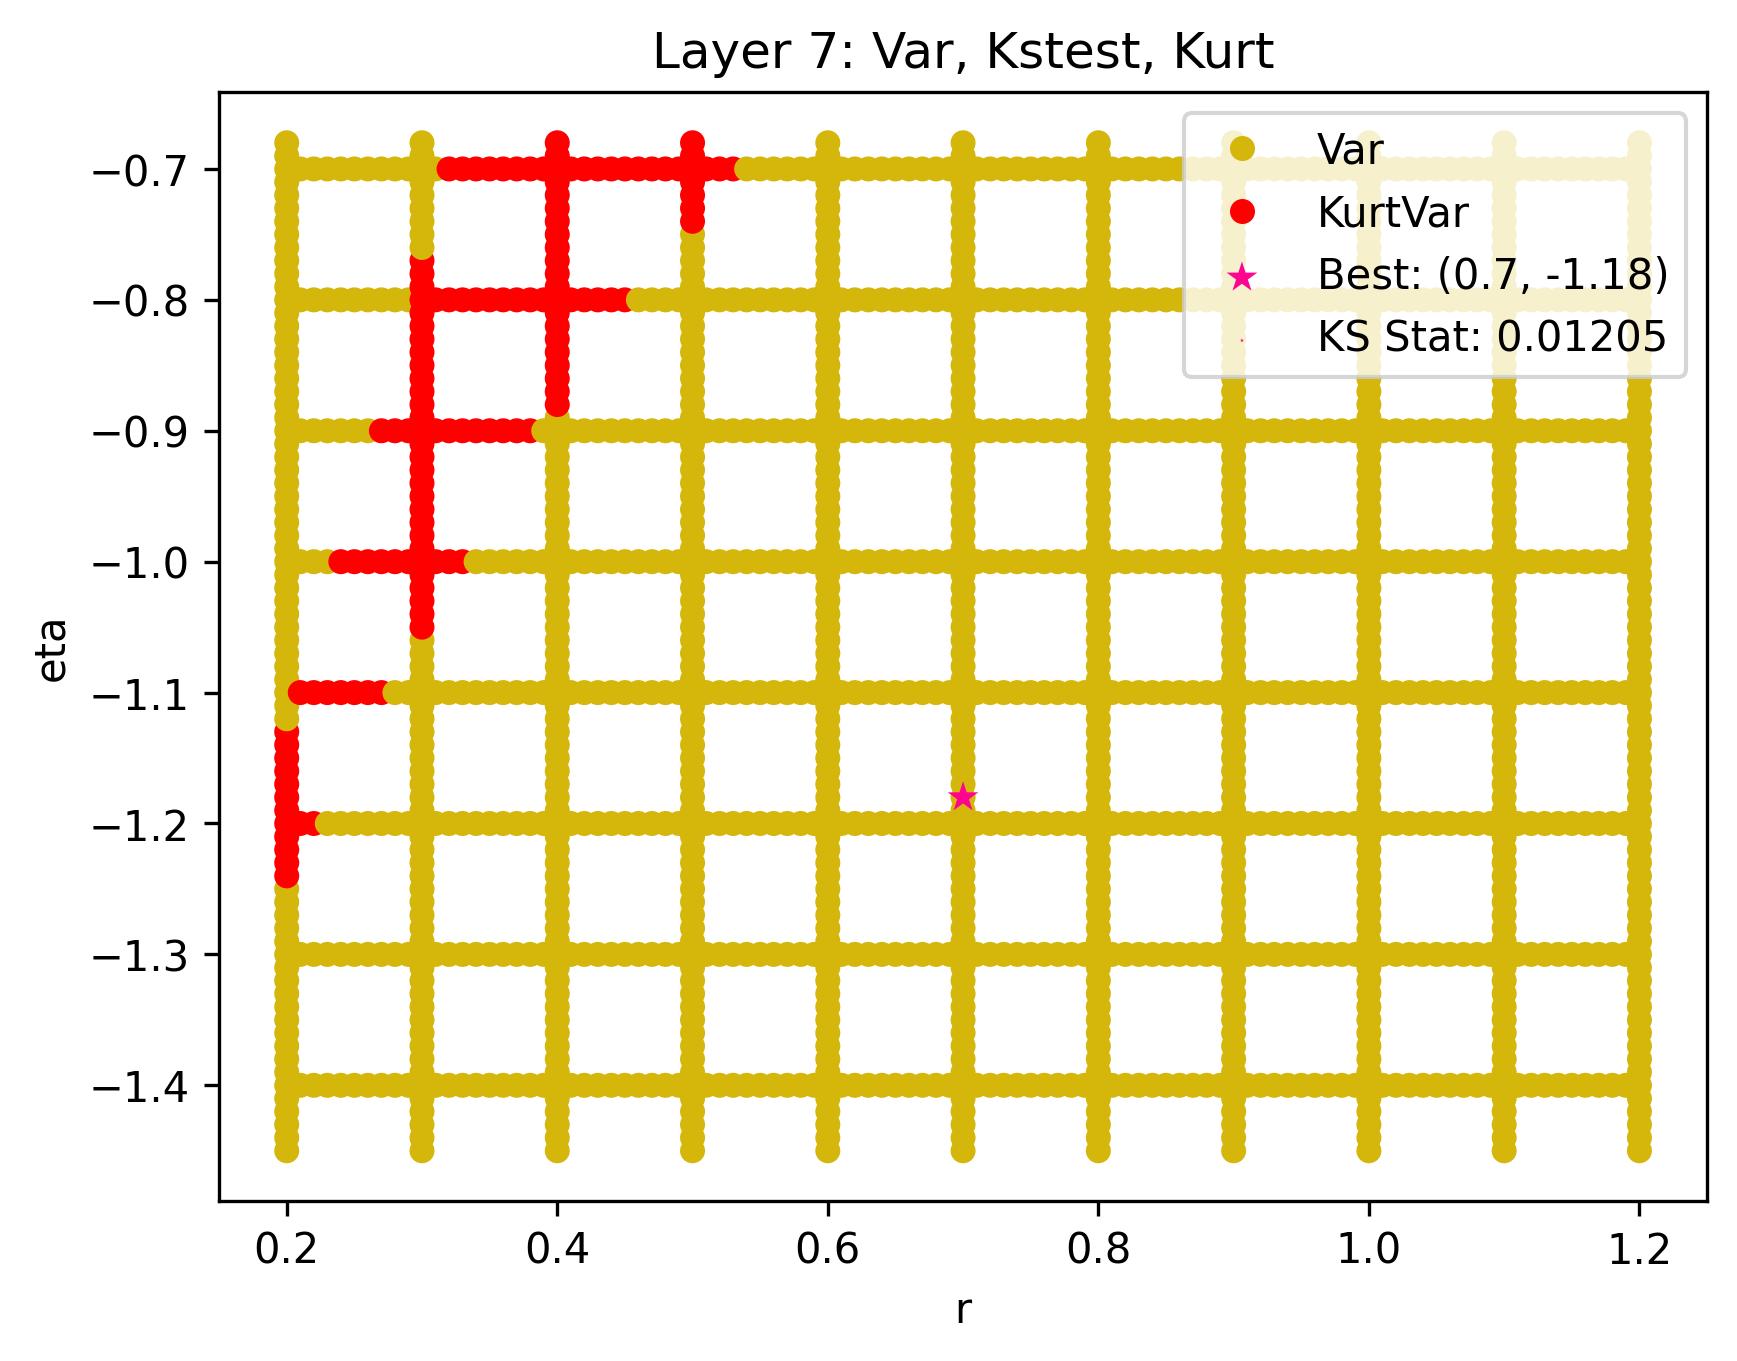 Layer 7: Var, Kstest, Kurt
Var
KurtVar
Best: (0.7, -1.18)
KS Stat: 0.01205
eta
−0.7
−0.8
−0.9
−1.0
−1.1
−1.2
−1.3
−1.4
0.2 0.4 0.6 0.8 1.0 1.2
r